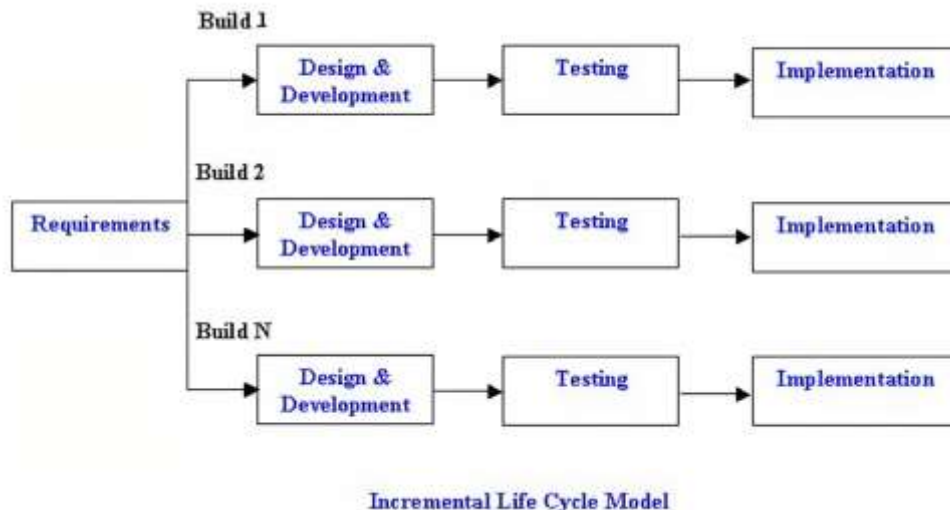 Build 1
Design &
Development
Testing
Implementation
Build 2
Requirements
Design &
Development
Testing
Implementation
Build N
Design &
Development
Testing
Implementation
Incremental Life Cycle Model